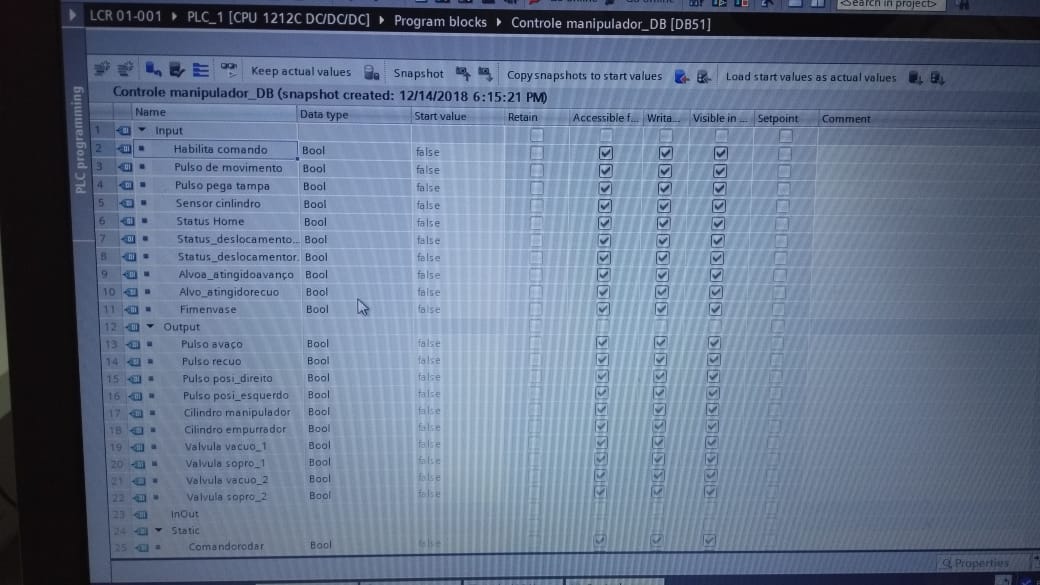 LCR 01-001 ▸ PLC_1 [CPU 1212C DC/DC/DC] ▸ Program blocks ▸ Controle manipulador_DB [DB51]
<Search in project>
Keep actual values Snapshot Copy snapshots to start values Load start values as actual values
Controle manipulador_DB (snapshot created: 12/14/2018 6:15:21 PM)
PLC programming
Name Data type Start value Retain Accessible f... Writa... Visible in ... Setpoint Comment
1 Input
2 Habilita comando Bool false
3 Pulso de movimento Bool false
4 Pulso pega tampa Bool false
5 Sensor cinlindro Bool false
6 Status Home Bool false
7 Status_deslocamento... Bool false
8 Status_deslocamentor. Bool false
9 Alvoa_atingidoavanço Bool false
10 Alvo_atingidorecuo Bool false
11 Fimenvase Bool false
12 Output
13 Pulso avaço Bool false
14 Pulso recuo Bool false
15 Pulso posi_direito Bool false
16 Pulso posi_esquerdo Bool false
17 Cilindro manipulador Bool false
18 Cilindro empurrador Bool false
19 Valvula vacuo_1 Bool false
20 Valvula sopro_1 Bool false
21 Valvula vacuo_2 Bool false
22 Valvula sopro_2 Bool false
23 InOut
24 Static
25 Comandorodar Bool false
Properties